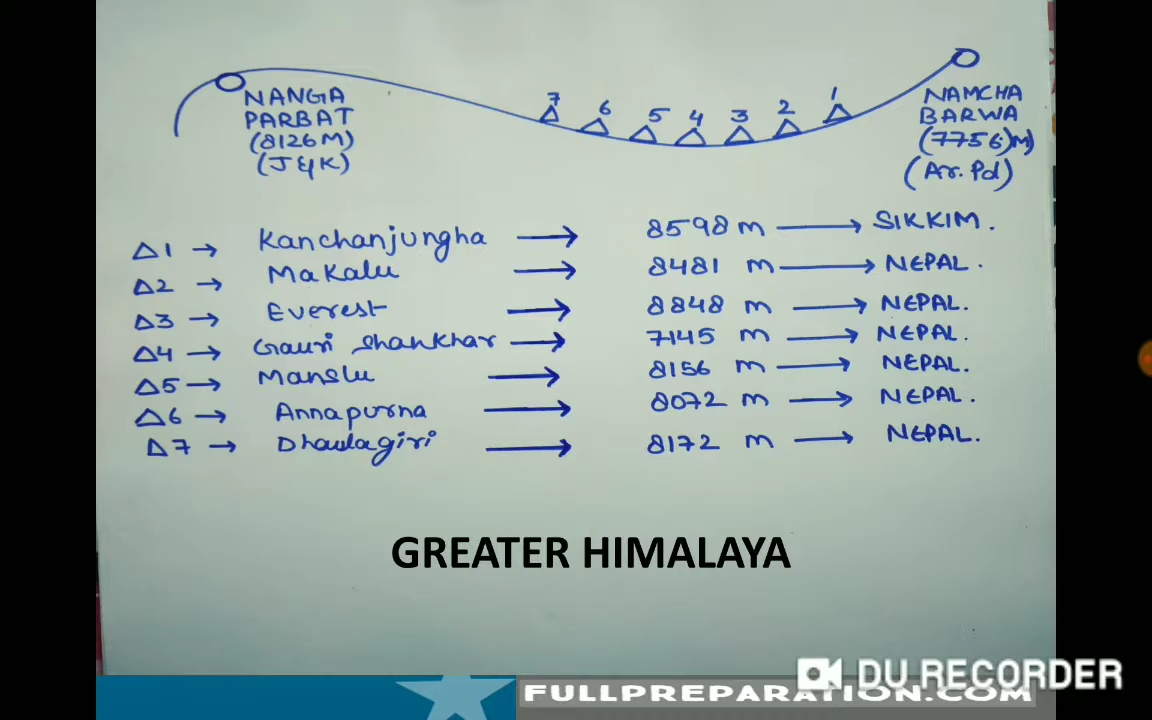 7 6 5 4 3 2 1
NANGA
PARBAT
(8126M)
(J&K)
NAMCHA
BARWA
(7756)M)
(Ar. Pd)
Δ1 → Kanchanjungha → 8598 m → SIKKIM.
Δ2 → Makalu → 8481 m → NEPAL.
Δ3 → Everest → 8848 m → NEPAL.
Δ4 → Gauri Shankhar → 7145 m → NEPAL.
Δ5 → Manslu → 8156 m → NEPAL.
Δ6 → Annapurna → 8072 m → NEPAL.
Δ7 → Dhaulagiri → 8172 m → NEPAL.
GREATER HIMALAYA
DU RECORDER
FULLPREPARATION.COM